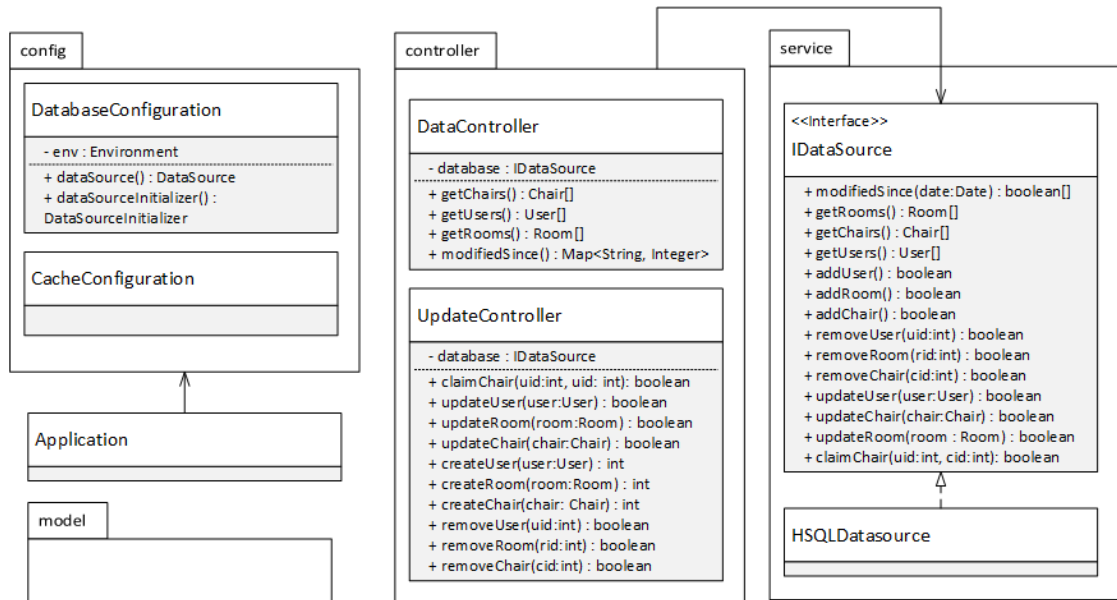 config
DatabaseConfiguration
- env : Environment
+ dataSource() : DataSource
+ dataSourceInitializer() :
DataSourceInitializer
CacheConfiguration
Application
model
controller
DataController
- database : IDataSource
+ getChairs() : Chair[]
+ getUsers() : User[]
+ getRooms() : Room[]
+ modifiedSince() : Map<String, Integer>
UpdateController
- database : IDataSource
+ claimChair(uid:int, uid: int): boolean
+ updateUser(user:User) : boolean
+ updateRoom(room:Room) : boolean
+ updateChair(chair:Chair) : boolean
+ createUser(user:User) : int
+ createRoom(room:Room) : int
+ createChair(chair: Chair) : int
+ removeUser(uid:int) : boolean
+ removeRoom(rid:int) : boolean
+ removeChair(cid:int) : boolean
service
<<Interface>>
IDataSource
+ modifiedSince(date:Date) : boolean[]
+ getRooms() : Room[]
+ getChairs() : Chair[]
+ getUsers() : User[]
+ addUser() : boolean
+ addRoom() : boolean
+ addChair() : boolean
+ removeUser(uid:int) : boolean
+ removeRoom(rid:int) : boolean
+ removeChair(cid:int) : boolean
+ updateUser(user:User) : boolean
+ updateChair(chair:Chair) : boolean
+ updateRoom(room : Room) : boolean
+ claimChair(uid:int, cid:int): boolean
HSQLDatasource